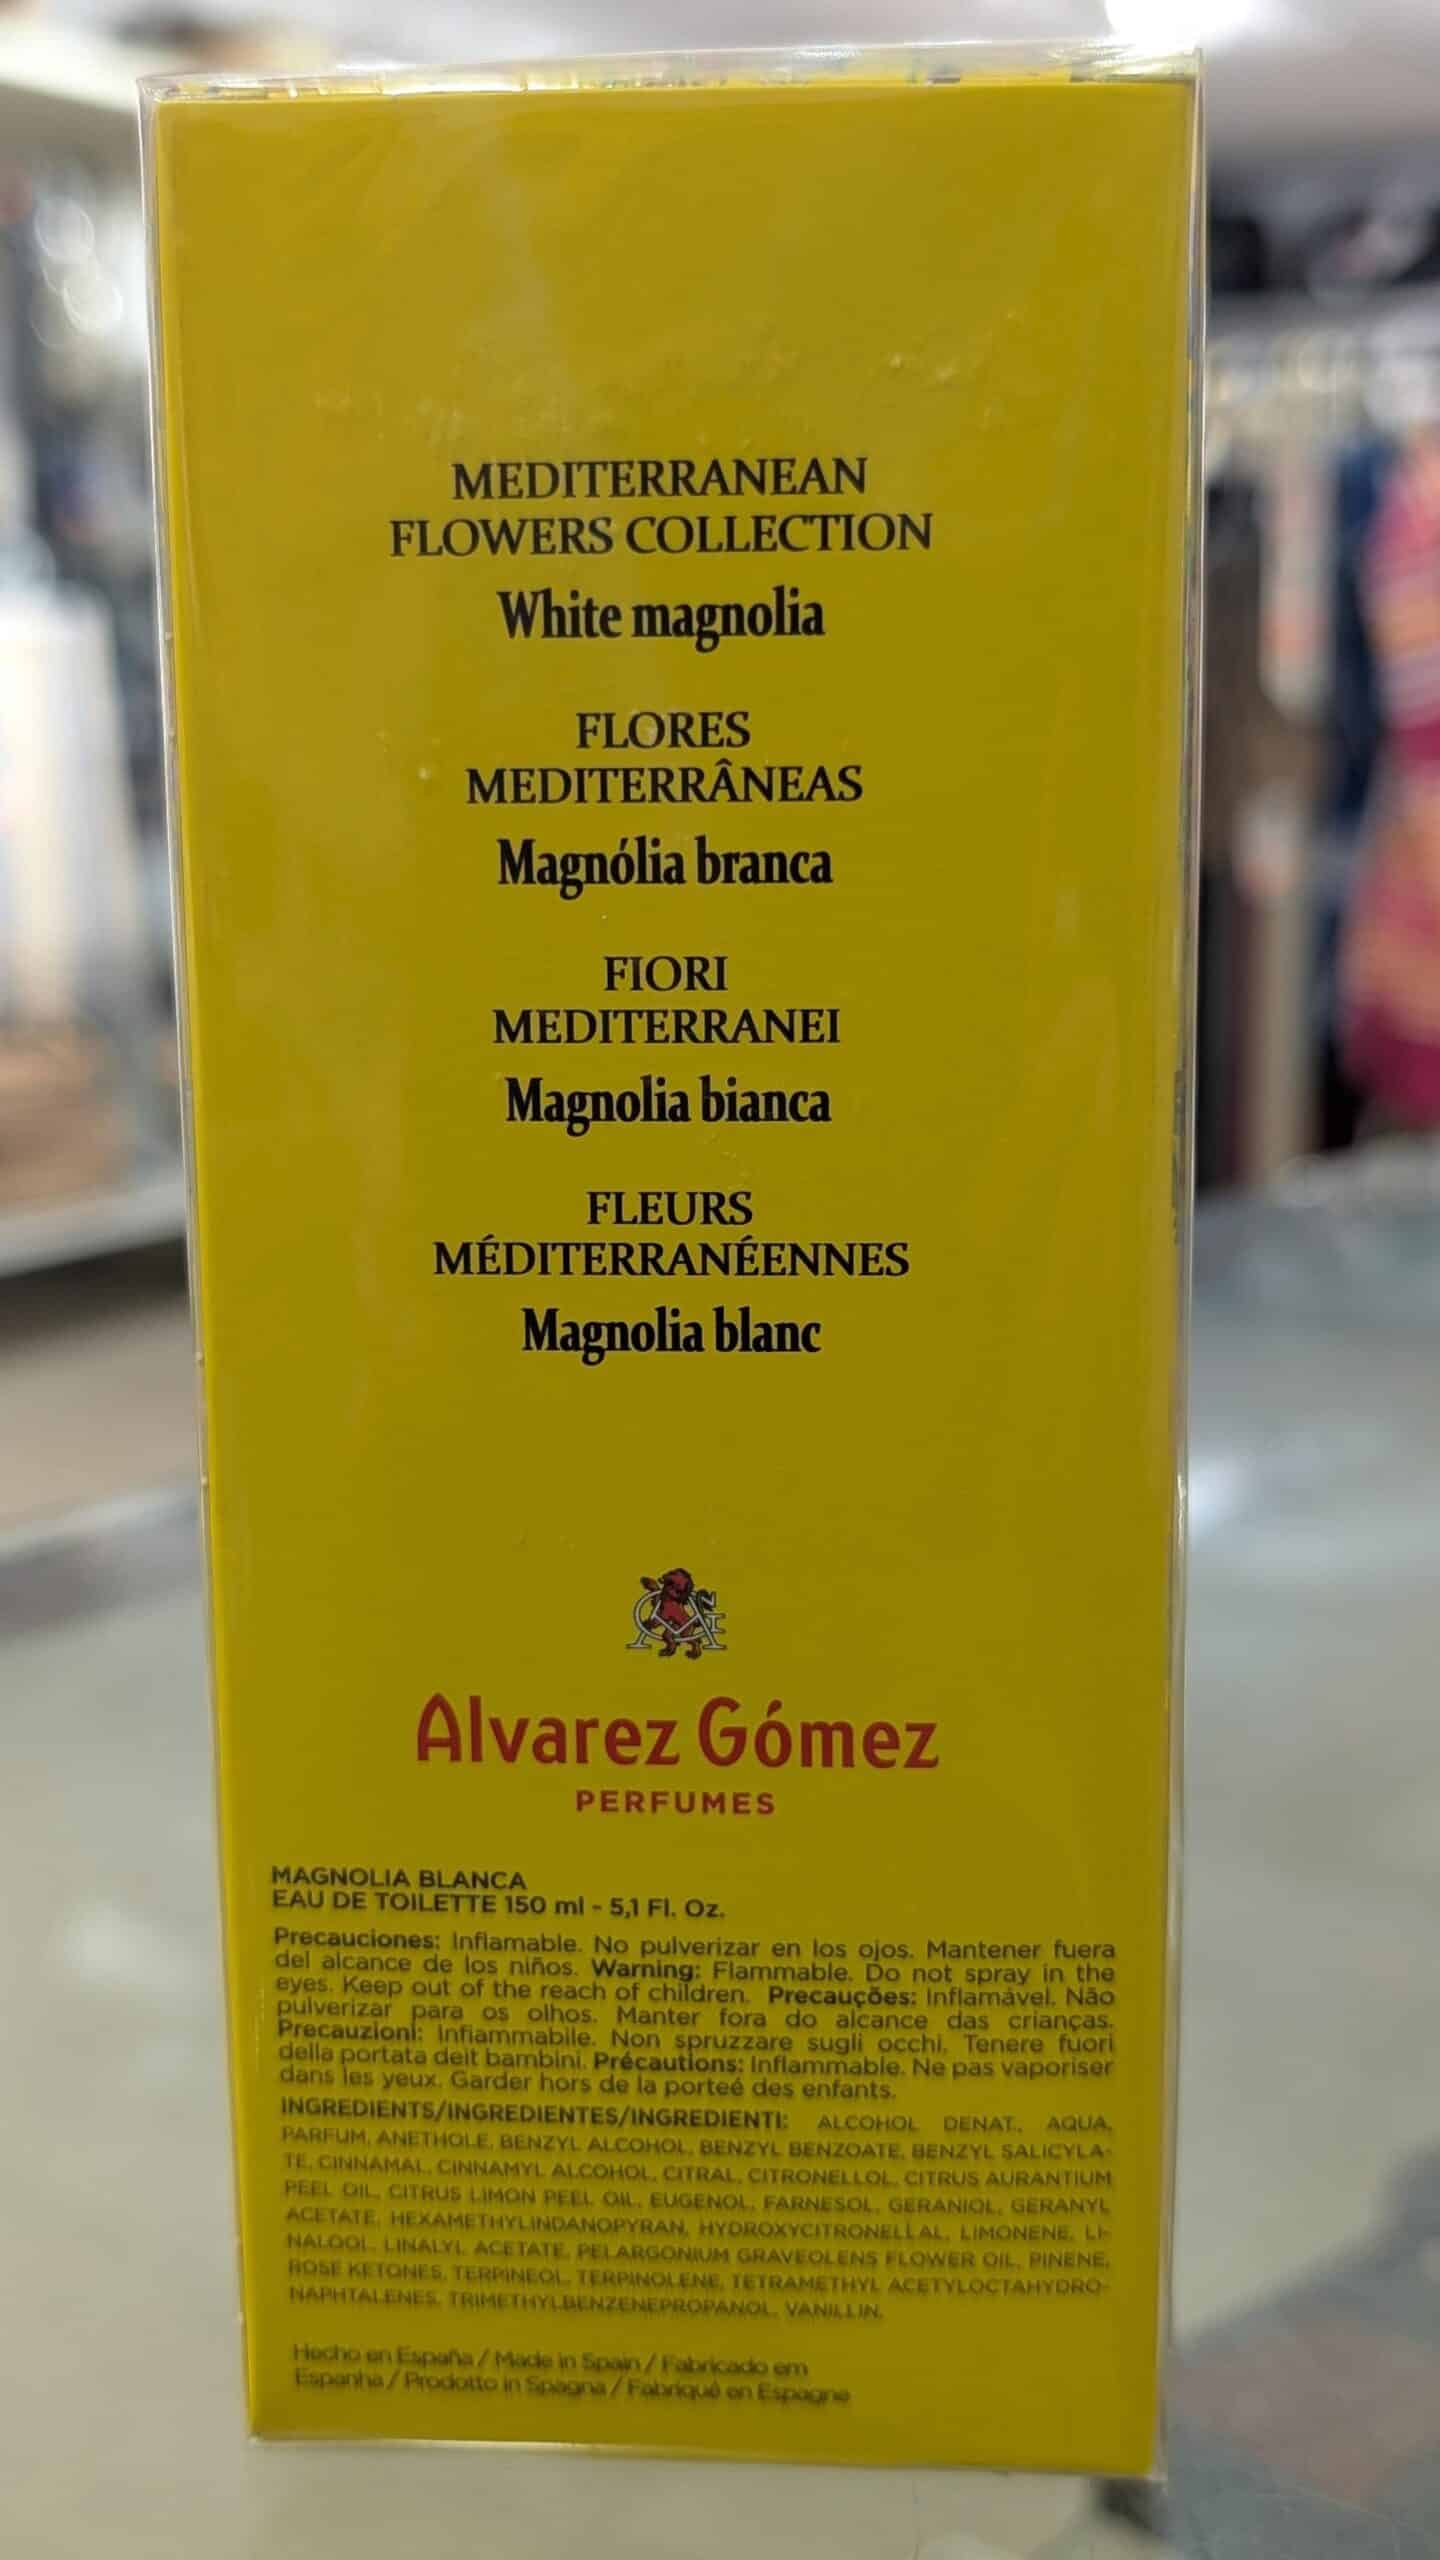 MEDITERRANEAN
FLOWERS COLLECTION
White magnolia
FLORES
MEDITERRÂNEAS
Magnólia branca
FIORI
MEDITERRANEI
Magnolia bianca
FLEURS
MÉDITERRANÉENNES
Magnolia blanc
AG
Alvarez Gómez
PERFUMES
MAGNOLIA BLANCA
EAU DE TOILETTE 150 ml - 5,1 Fl. Oz.
Precauciones: Inflamable. No pulverizar en los ojos. Mantener fuera
del alcance de los niños. Warning: Flammable. Do not spray in the
eyes. Keep out of the reach of children. Precauções: Inflamável. Não
pulverizar para os olhos. Manter fora do alcance das crianças.
Precauzioni: Infiammabile. Non spruzzare sugli occhi. Tenere fuori
della portata deit bambini. Précautions: Inflammable. Ne pas vaporiser
dans les yeux. Garder hors de la porteé des enfants.
INGREDIENTS/INGREDIENTES/INGREDIENTI: ALCOHOL DENAT., AQUA,
PARFUM, ANETHOLE, BENZYL ALCOHOL, BENZYL BENZOATE, BENZYL SALICYLA-
TE, CINNAMAL, CINNAMYL ALCOHOL, CITRAL, CITRONELLOL, CITRUS AURANTIUM
PEEL OIL, CITRUS LIMON PEEL OIL, EUGENOL, FARNESOL, GERANIOL, GERANYL
ACETATE, HEXAMETHYLINDANOPYRAN, HYDROXYCITRONELLAL, LIMONENE, LI-
NALOOL, LINALYL ACETATE, PELARGONIUM GRAVEOLENS FLOWER OIL, PINENE,
ROSE KETONES, TERPINEOL, TERPINOLENE, TETRAMETHYL ACETYLOCTAHYDRO-
NAPHTALENES, TRIMETHYLBENZENEPROPANOL, VANILLIN.
Hecho en España / Made in Spain / Fabricado em
Espanha / Prodotto in Spagna / Fabriqué en Espagne